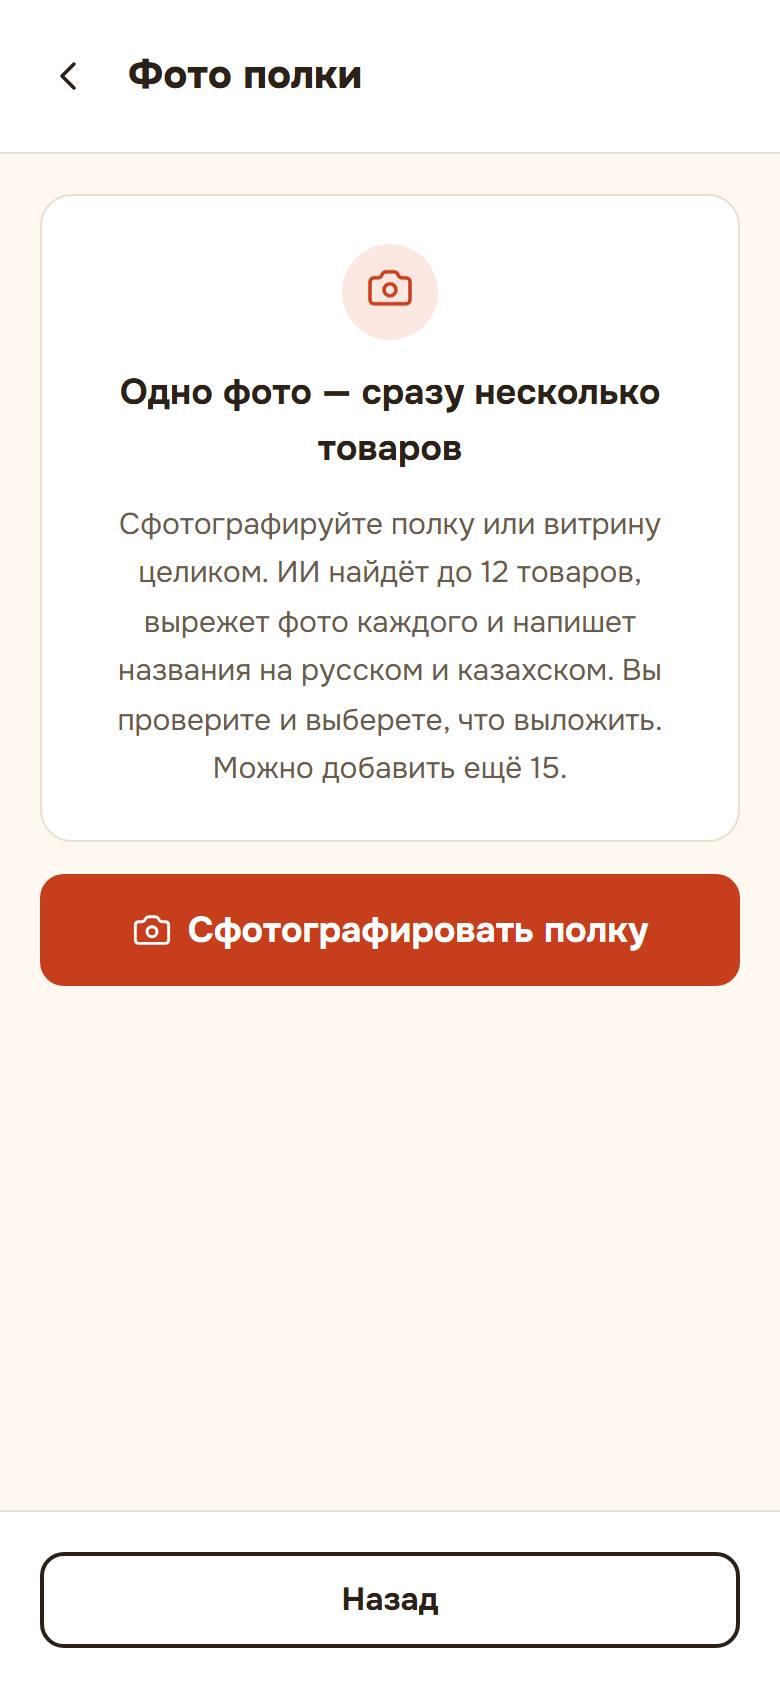 Фото полки
Одно фото — сразу несколько
товаров
Сфотографируйте полку или витрину
целиком. ИИ найдёт до 12 товаров,
вырежет фото каждого и напишет
названия на русском и казахском. Вы
проверите и выберете, что выложить.
Можно добавить ещё 15.
Сфотографировать полку
Назад